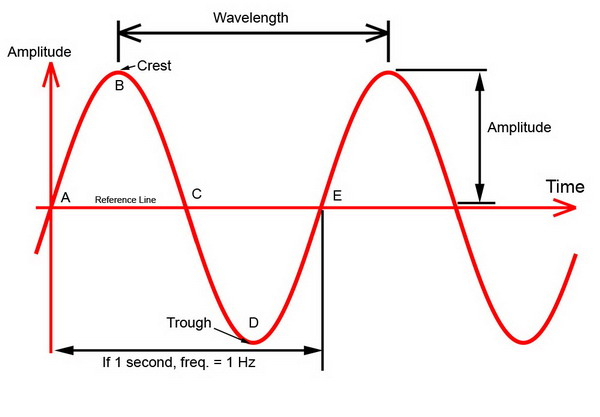 Wavelength
Amplitude
Crest
B
Amplitude
A
Reference Line
C
E
Time
Trough
D
If 1 second, freq. = 1 Hz